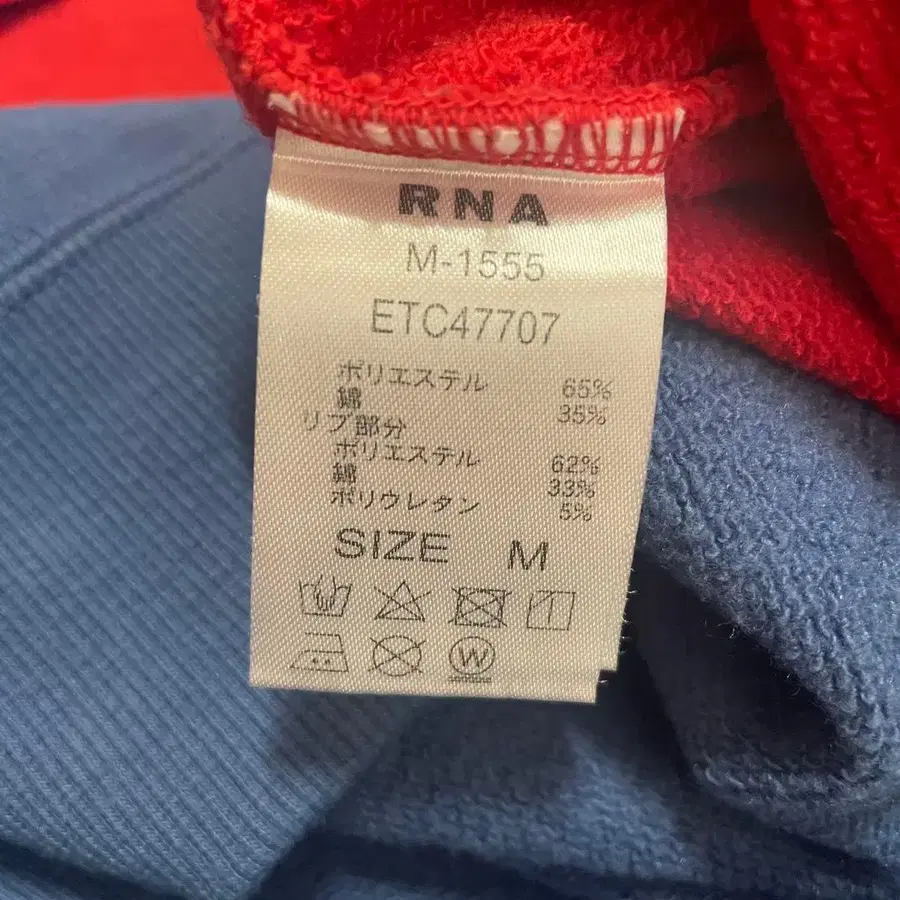 RNA
M-1555
ETC47707
ポリエステル 65%
綿 35%
リブ部分
ポリエステル 62%
綿 33%
ポリウレタン 5%
SIZE M
W